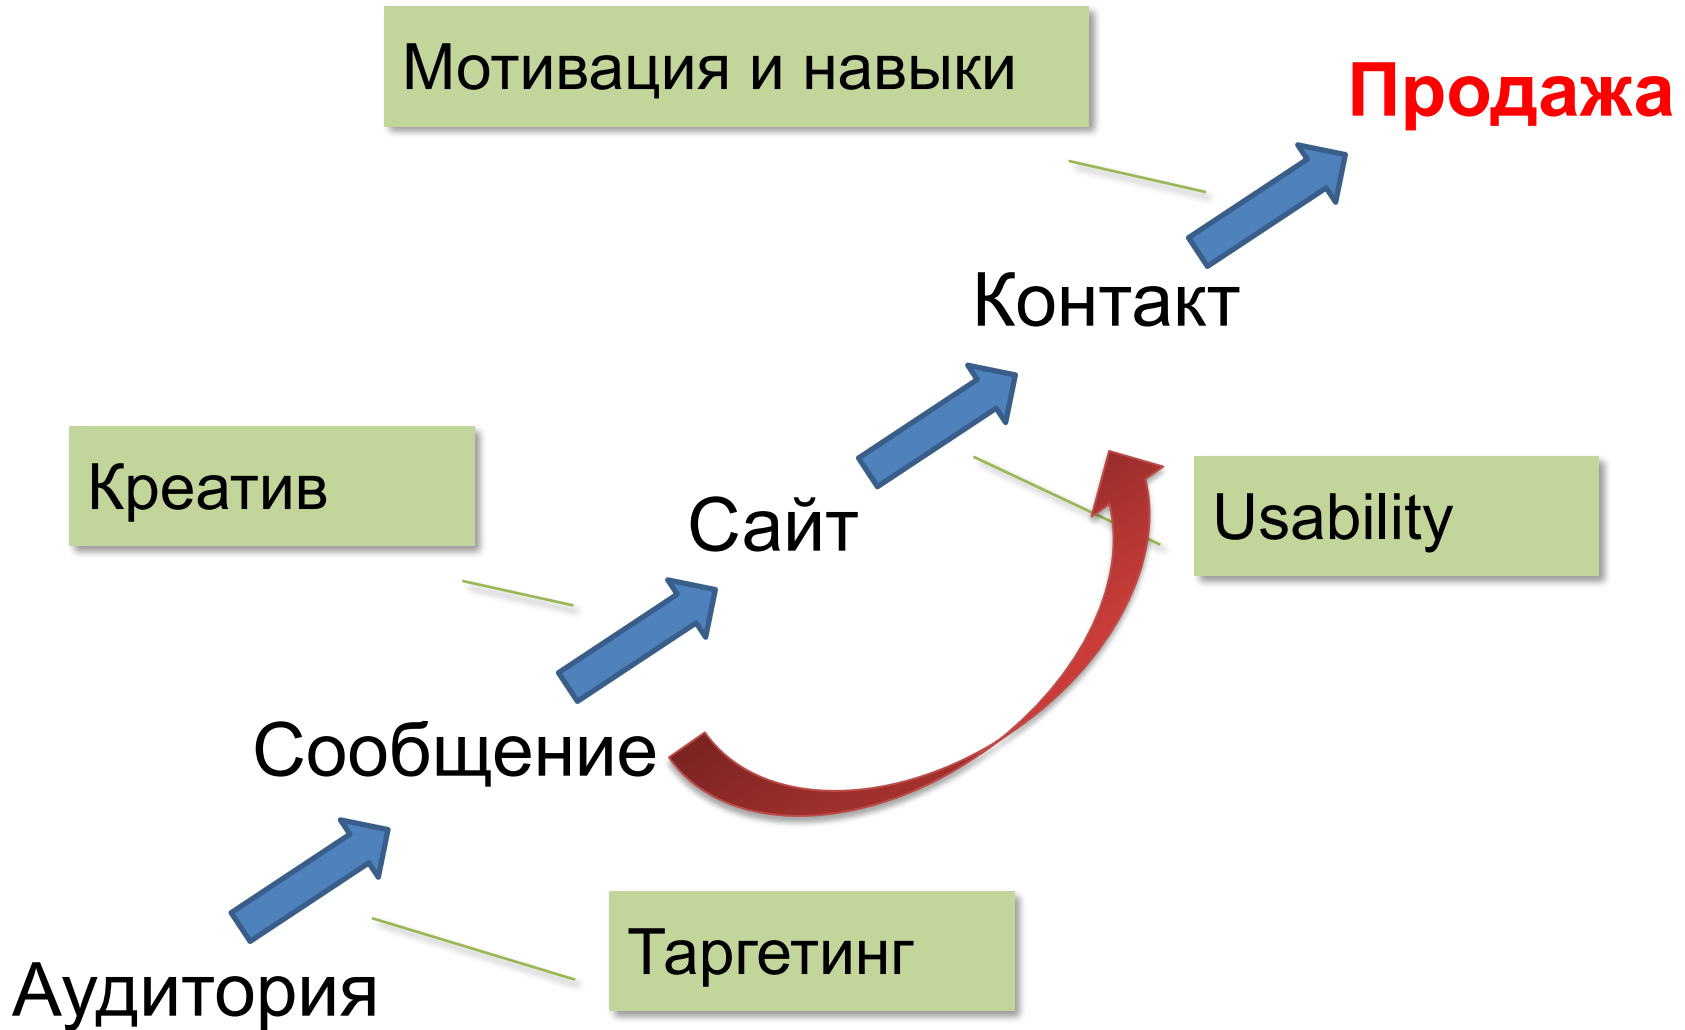 Мотивация и навыки
Продажа
Контакт
Креатив
Сайт
Usability
Сообщение
Таргетинг
Аудитория